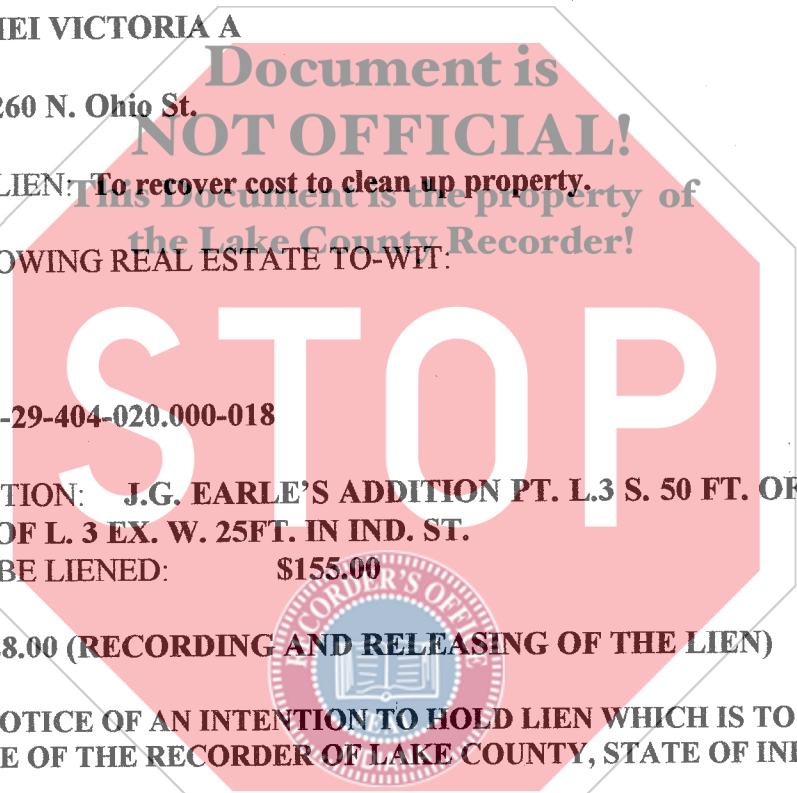 IEI VICTORIA A
Document is
260 N. Ohio St.
NOT OFFICIAL!
LIEN: To recover cost to clean up property.
This Document is the property of
the Lake County Recorder!
OWING REAL ESTATE TO-WIT:
STOP
-29-404-020.000-018
TION: J.G. EARLE'S ADDITION PT. L.3 S. 50 FT. OF
OF L. 3 EX. W. 25FT. IN IND. ST.
BE LIENED: $155.00
RECORDER'S OFFICE
8.00 (RECORDING AND RELEASING OF THE LIEN)
OTICE OF AN INTENTION TO HOLD LIEN WHICH IS TO
E OF THE RECORDER OF LAKE COUNTY, STATE OF IND